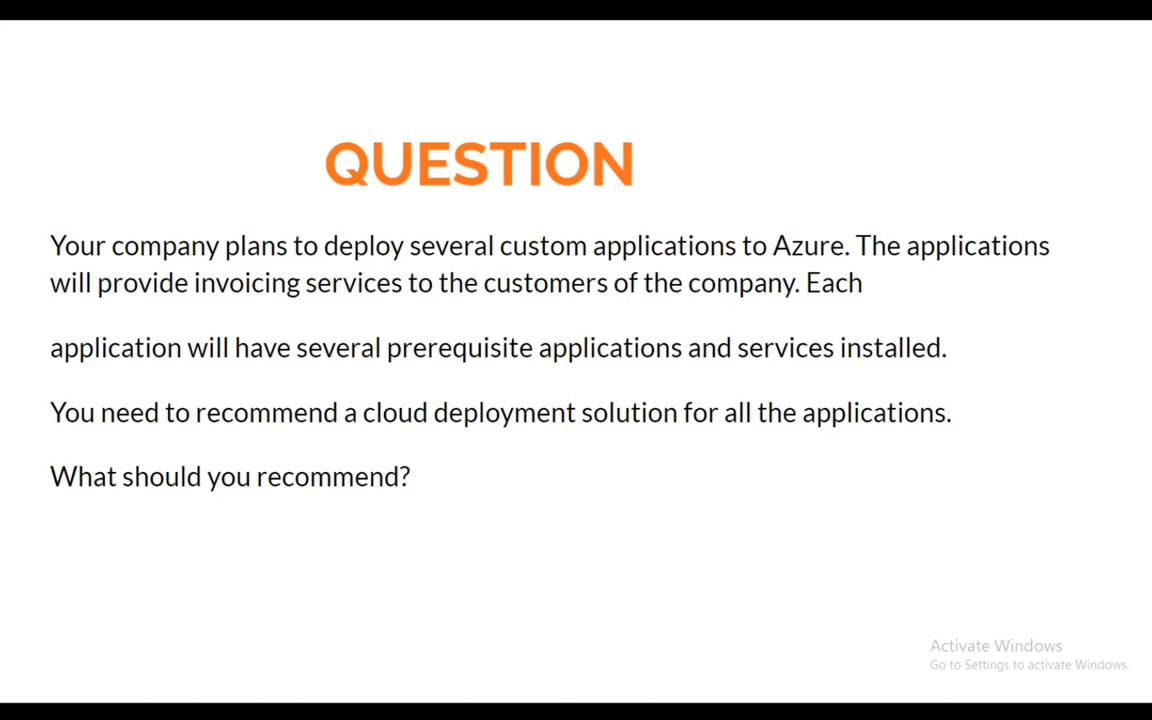 QUESTION
Your company plans to deploy several custom applications to Azure. The applications
will provide invoicing services to the customers of the company. Each
application will have several prerequisite applications and services installed.
You need to recommend a cloud deployment solution for all the applications.
What should you recommend?
Activate Windows
Go to Settings to activate Windows.